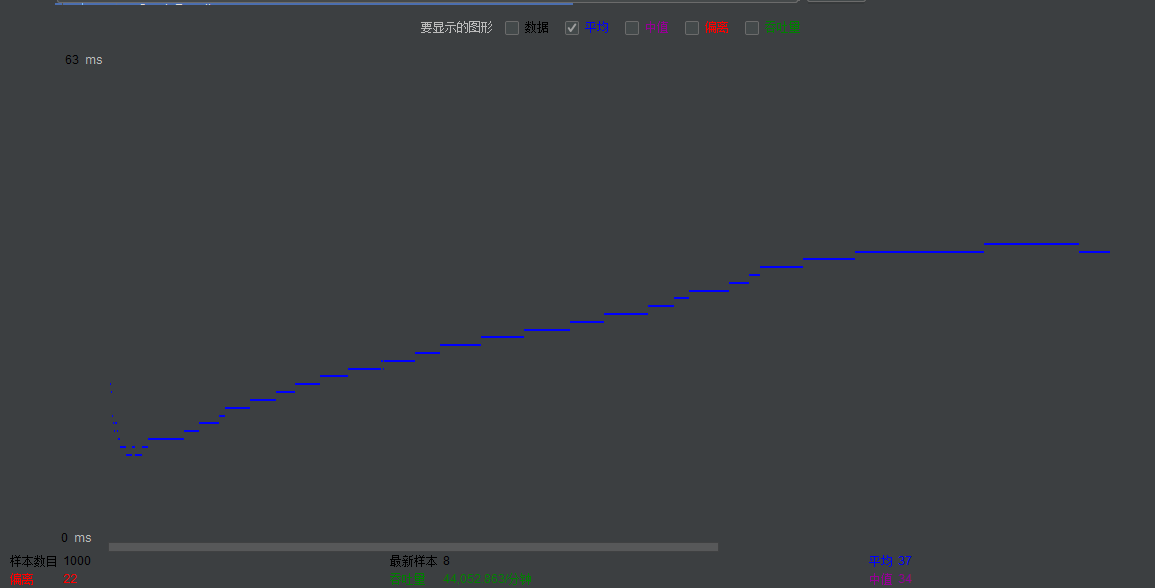 要显示的图形 数据 平均 中值 偏离 吞吐量
63 ms
0 ms
样本数目 1000 最新样本 8 平均 37
偏离 22 吞吐量 44,052.863/分钟 中值 34